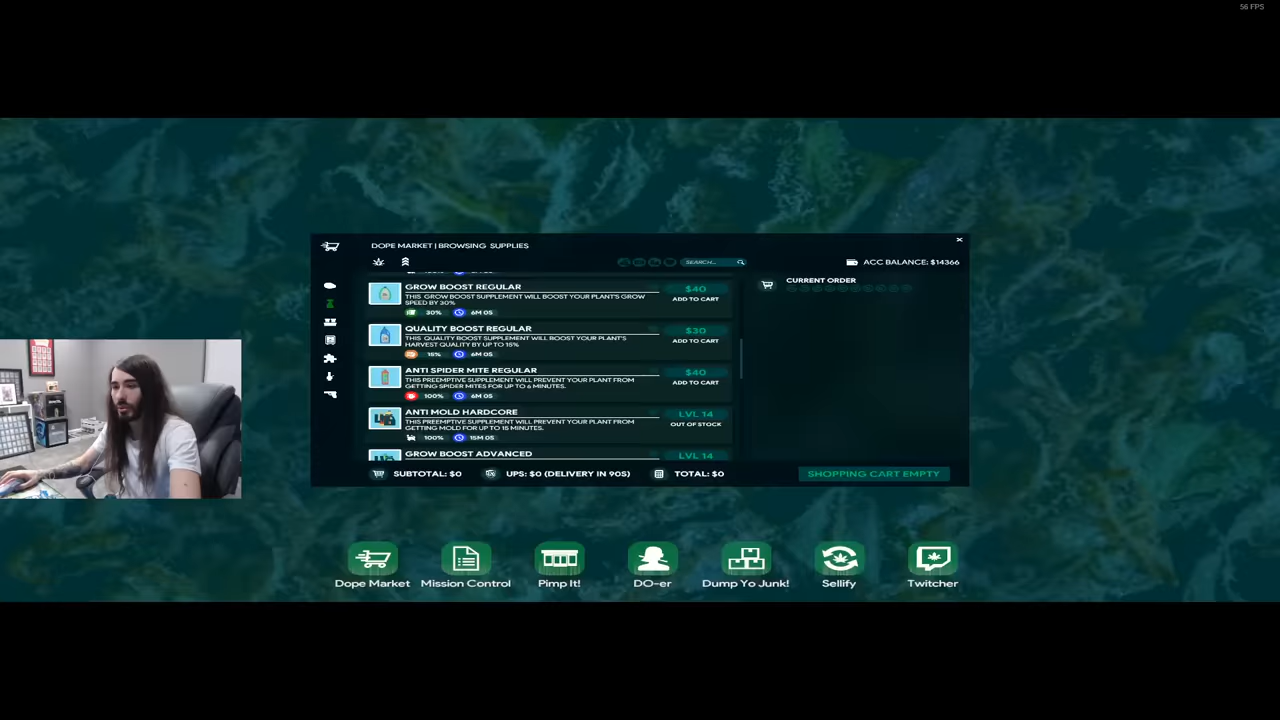 56 FPS
DOPE MARKET | BROWSING SUPPLIES
SEARCH...
ACC BALANCE: $14366
CURRENT ORDER
GROW BOOST REGULAR
THIS GROW BOOST SUPPLEMENT WILL BOOST YOUR PLANT'S GROW
SPEED BY 30%
30% 6M 0S
$40
ADD TO CART
QUALITY BOOST REGULAR
THIS QUALITY BOOST SUPPLEMENT WILL BOOST YOUR PLANT'S
HARVEST QUALITY BY UP TO 15%
15% 6M 0S
$30
ADD TO CART
ANTI SPIDER MITE REGULAR
THIS PREEMPTIVE SUPPLEMENT WILL PREVENT YOUR PLANT FROM
GETTING SPIDER MITES FOR UP TO 6 MINUTES.
100% 6M 0S
$40
ADD TO CART
ANTI MOLD HARDCORE
THIS PREEMPTIVE SUPPLEMENT WILL PREVENT YOUR PLANT FROM
GETTING MOLD FOR UP TO 15 MINUTES.
100% 15M 0S
LVL 14
OUT OF STOCK
GROW BOOST ADVANCED
LVL 14
SUBTOTAL: $0
UPS: $0 (DELIVERY IN 90S)
TOTAL: $0
SHOPPING CART EMPTY
Dope Market
Mission Control
Pimp It!
DO-er
Dump Yo Junk!
Sellify
Twitcher